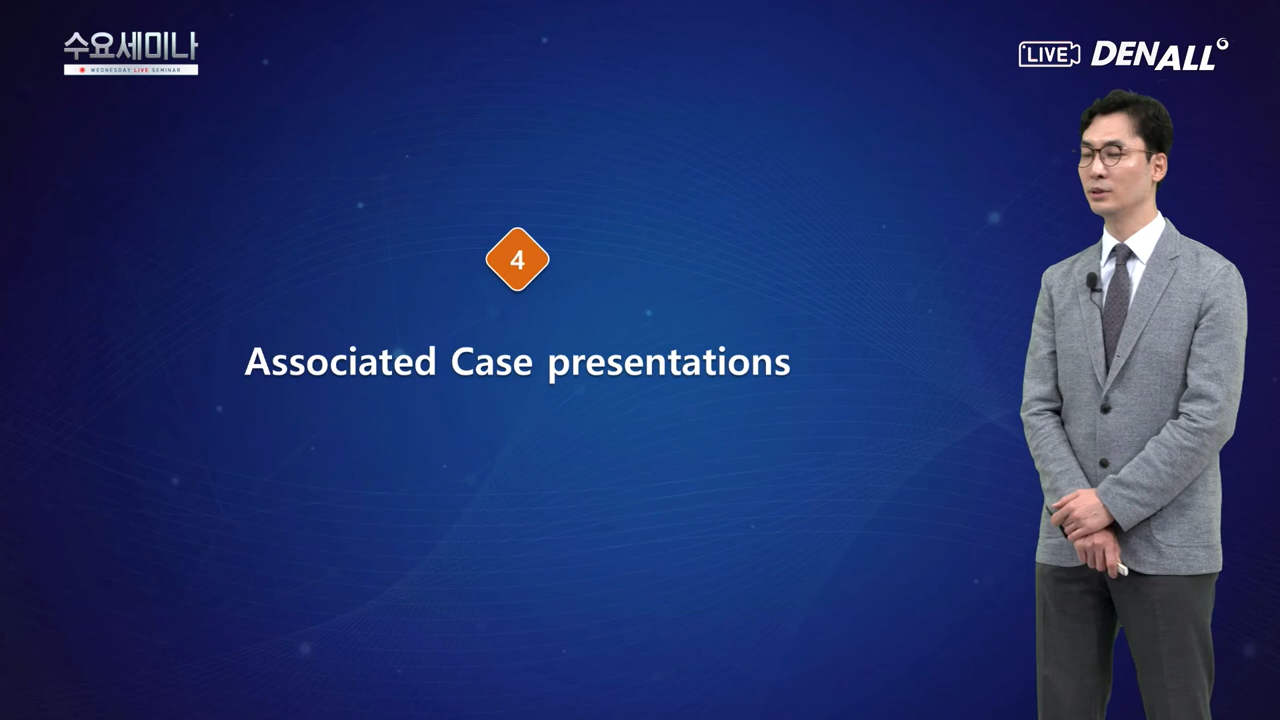 수요세미나
WEDNESDAY LIVE SEMINAR
LIVE DENALL
4
Associated Case presentations